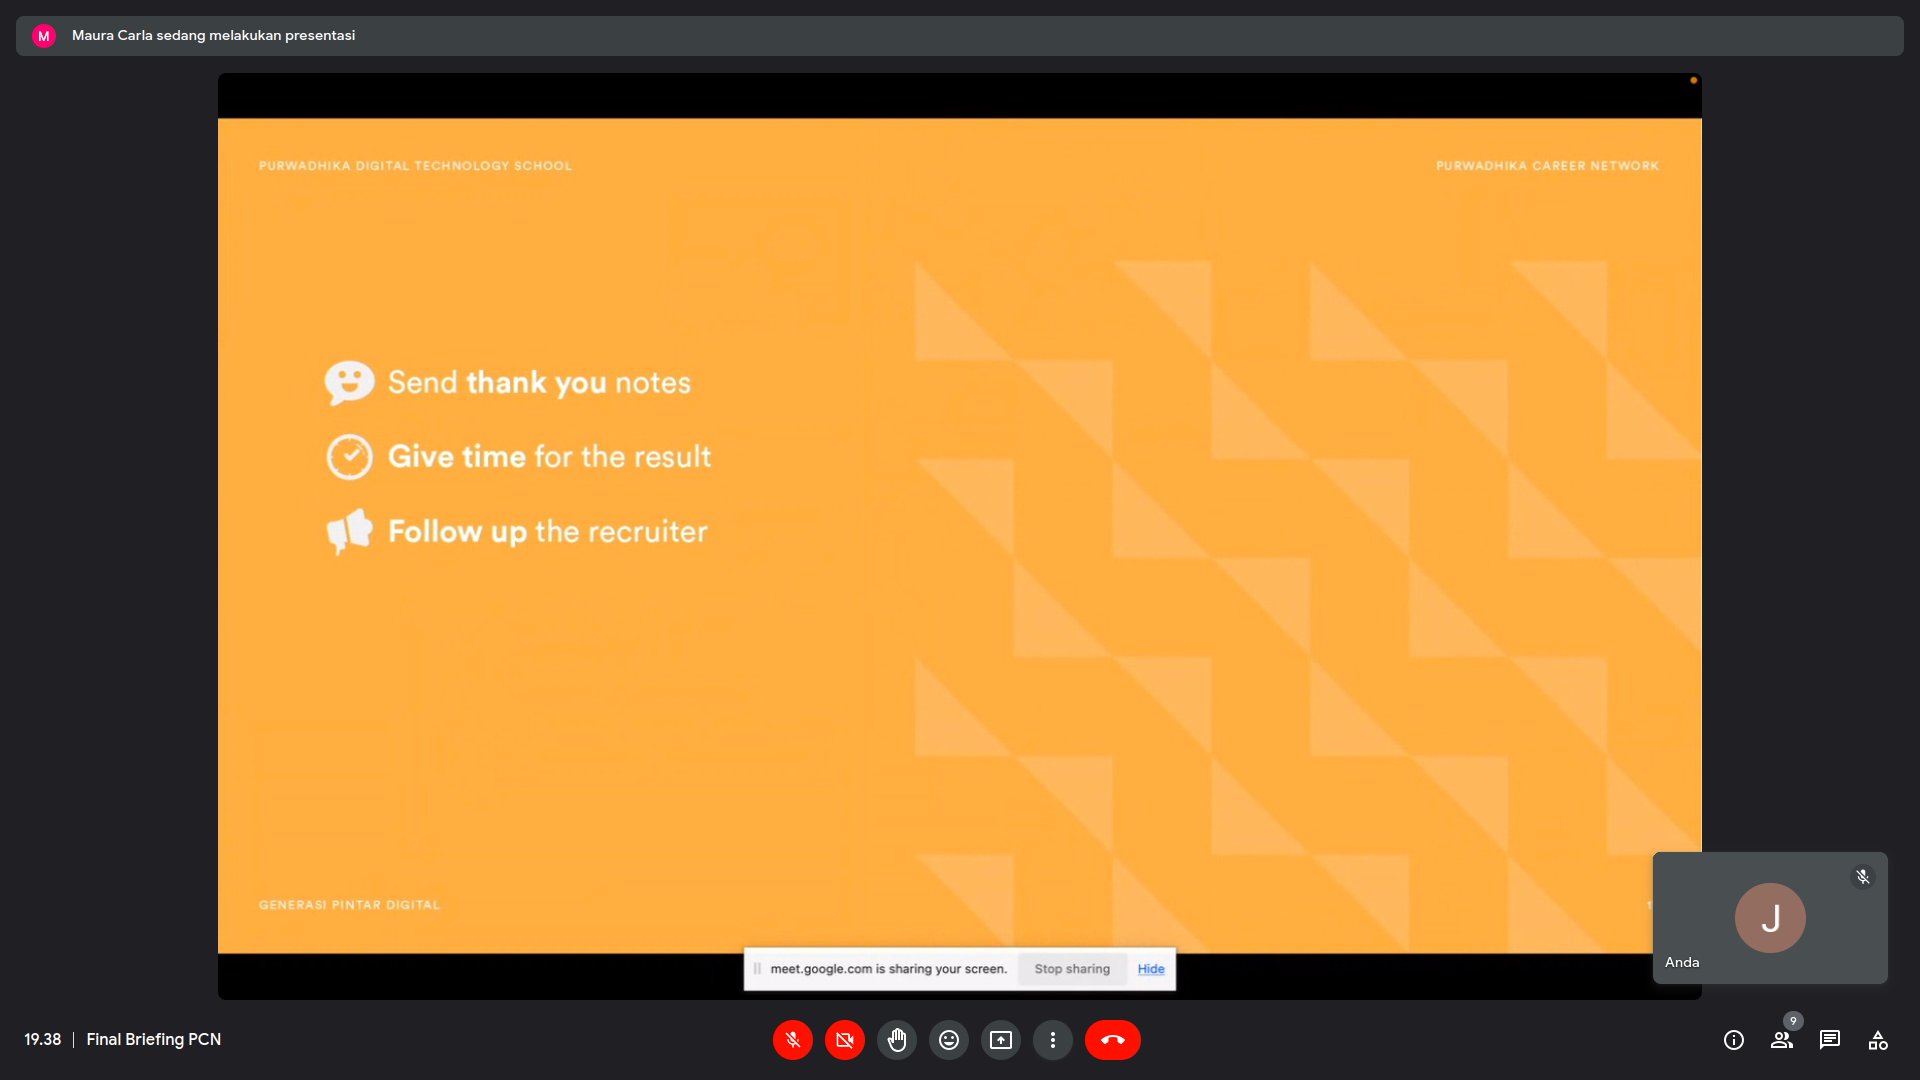 M Maura Carla sedang melakukan presentasi
PURWADHIKA DIGITAL TECHNOLOGY SCHOOL
PURWADHIKA CAREER NETWORK
Send thank you notes
Give time for the result
Follow up the recruiter
GENERASI PINTAR DIGITAL
J
Anda
meet.google.com is sharing your screen. Stop sharing Hide
19.38 | Final Briefing PCN
9